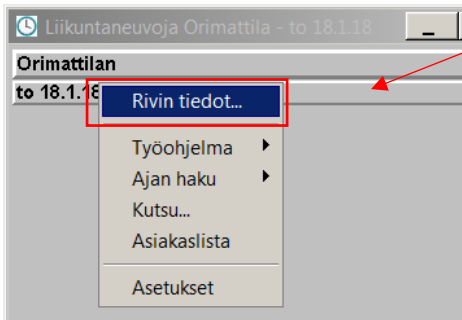 Liikuntaneuvoja Orimattila - to 18.1.18
Orimattilan
to 18.1.18
Rivin tiedot...
Työohjelma
Ajan haku
Kutsu...
Asiakaslista
Asetukset